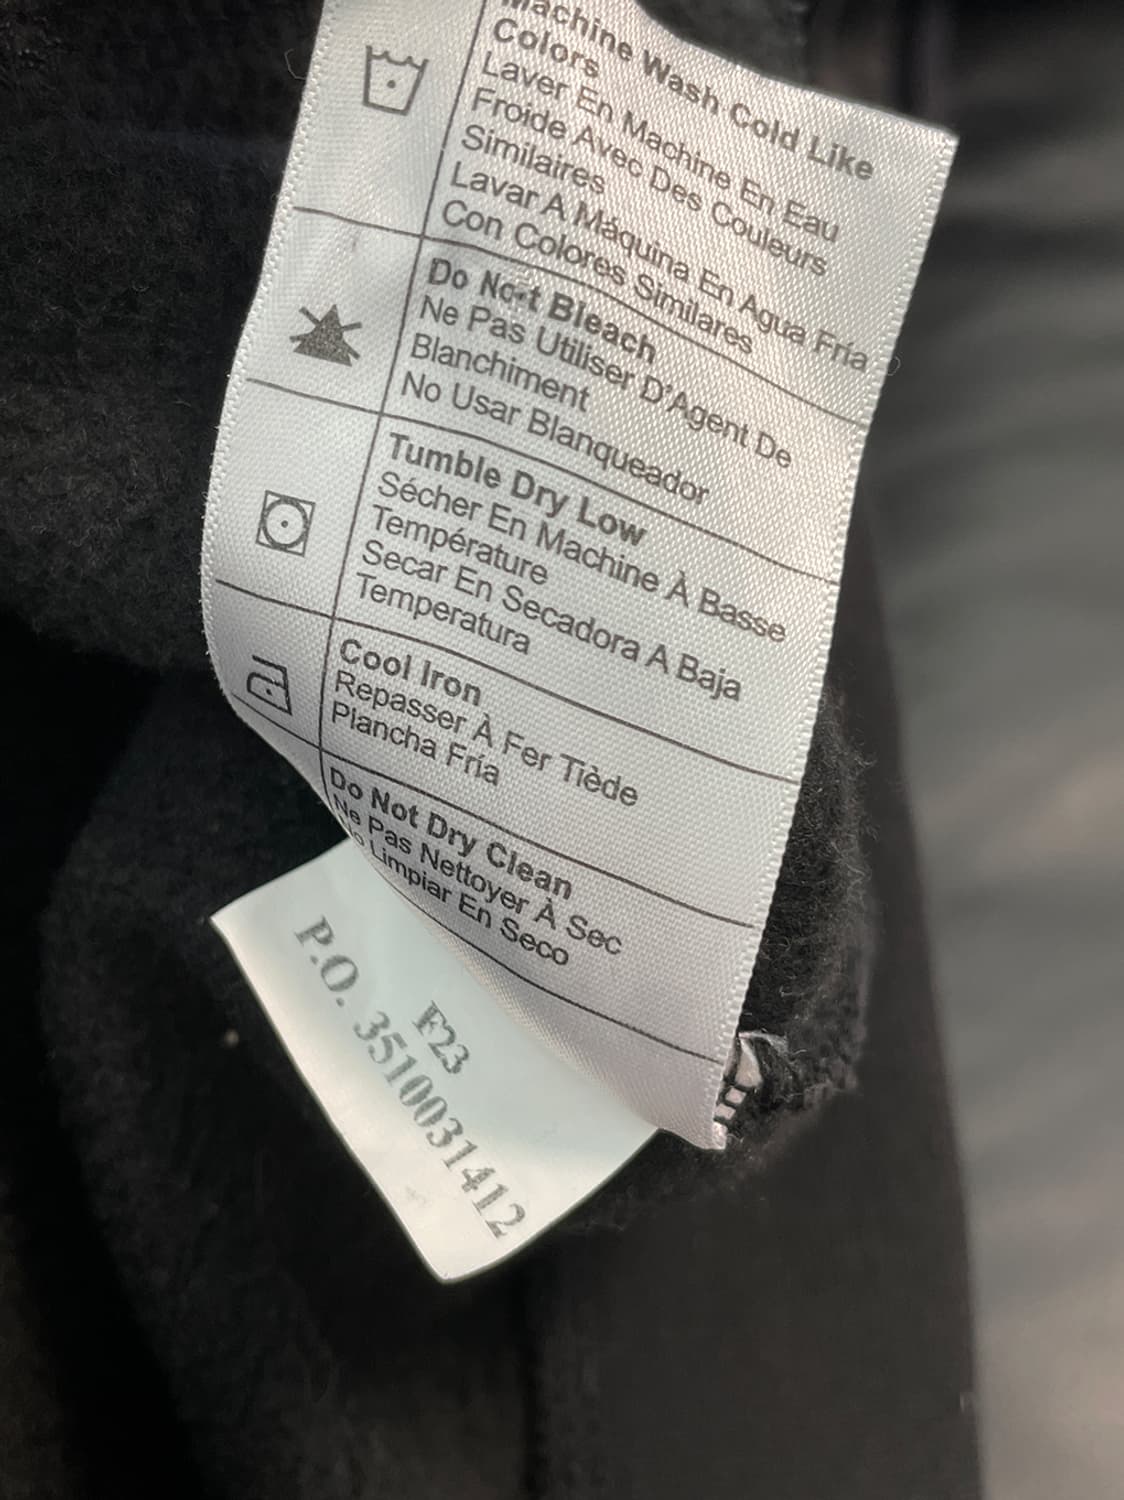 Machine Wash Cold Like
Colors
Laver En Machine En Eau
Froide Avec Des Couleurs
Similaires
Lavar A Máquina En Agua Fría
Con Colores Similares
Do Not Bleach
Ne Pas Utiliser D'Agent De
Blanchiment
No Usar Blanqueador
Tumble Dry Low
Sécher En Machine À Basse
Température
Secar En Secadora A Baja
Temperatura
Cool Iron
Repasser À Fer Tiède
Plancha Fría
Do Not Dry Clean
Ne Pas Nettoyer À Sec
No Limpiar En Seco
F23
P.O. 3510031412